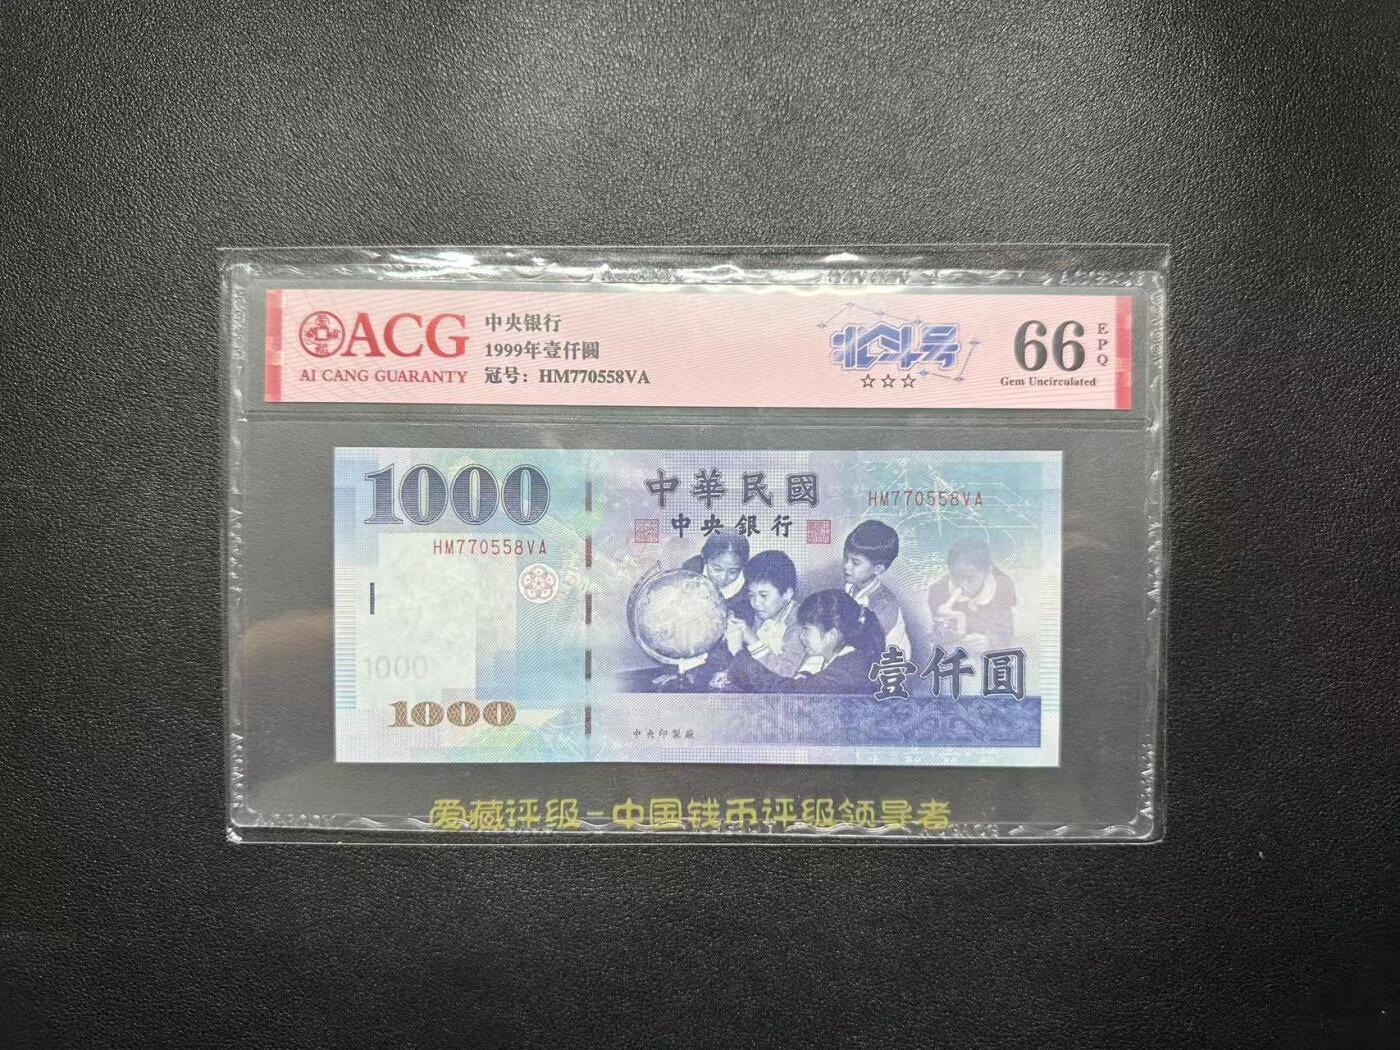 ACG
AI CANG GUARANTY
中央银行
1999年壹仟圆
冠号：HM770558VA
北斗号
☆☆☆
66
EPQ
Gem Uncirculated
1000
中華民國
HM770558VA
中央銀行
HM770558VA
1000
壹仟圓
1000
中央印製廠
爱藏评级-中国钱币评级领导者